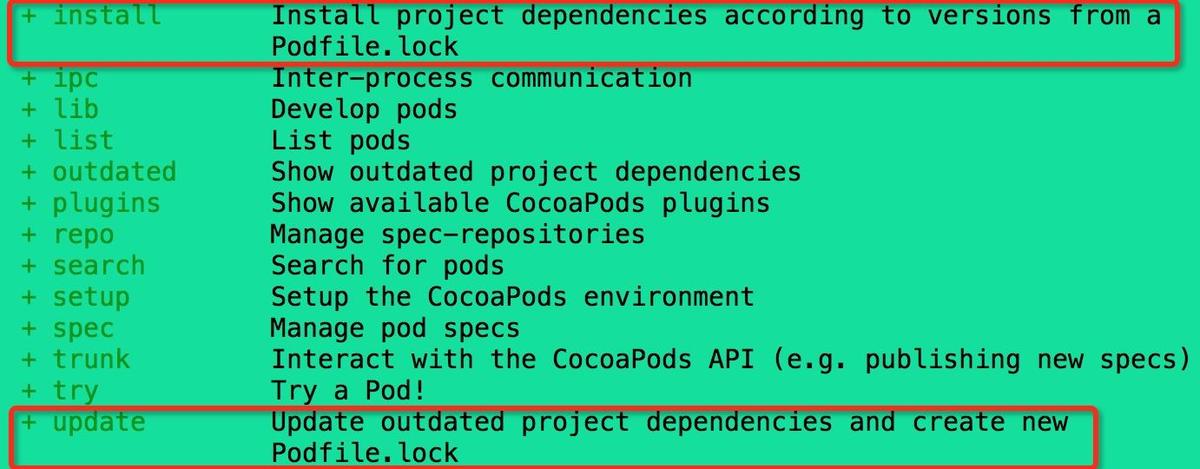 + install Install project dependencies according to versions from a
Podfile.lock
+ ipc Inter-process communication
+ lib Develop pods
+ list List pods
+ outdated Show outdated project dependencies
+ plugins Show available CocoaPods plugins
+ repo Manage spec-repositories
+ search Search for pods
+ setup Setup the CocoaPods environment
+ spec Manage pod specs
+ trunk Interact with the CocoaPods API (e.g. publishing new specs)
+ try Try a Pod!
+ update Update outdated project dependencies and create new
Podfile.lock